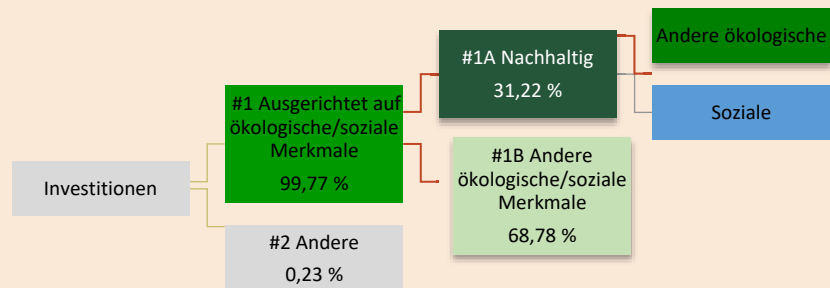 Investitionen
#1 Ausgerichtet auf
ökologische/soziale
Merkmale
99,77 %
#2 Andere
0,23 %
#1A Nachhaltig
31,22 %
#1B Andere
ökologische/soziale
Merkmale
68,78 %
Andere ökologische
Soziale